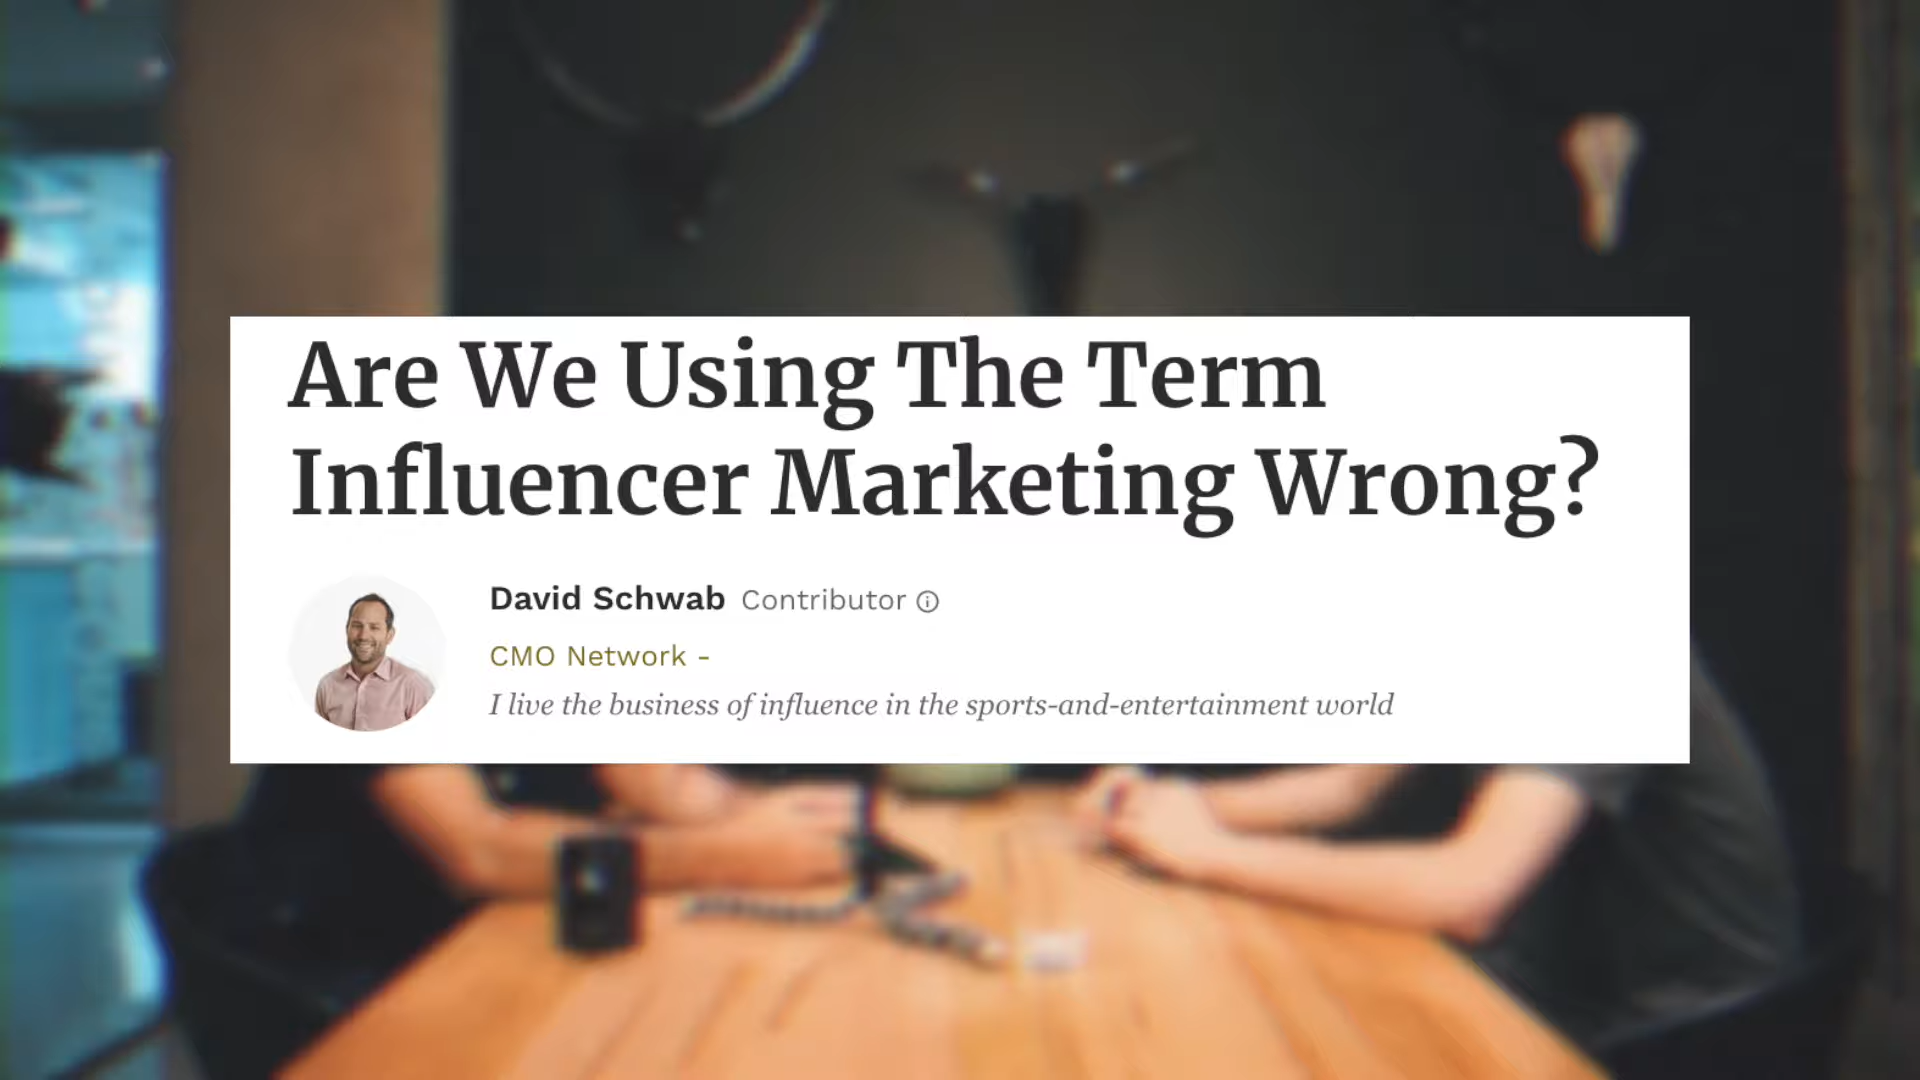 Are We Using The Term
Influencer Marketing Wrong?
David Schwab Contributor
CMO Network -
I live the business of influence in the sports-and-entertainment world